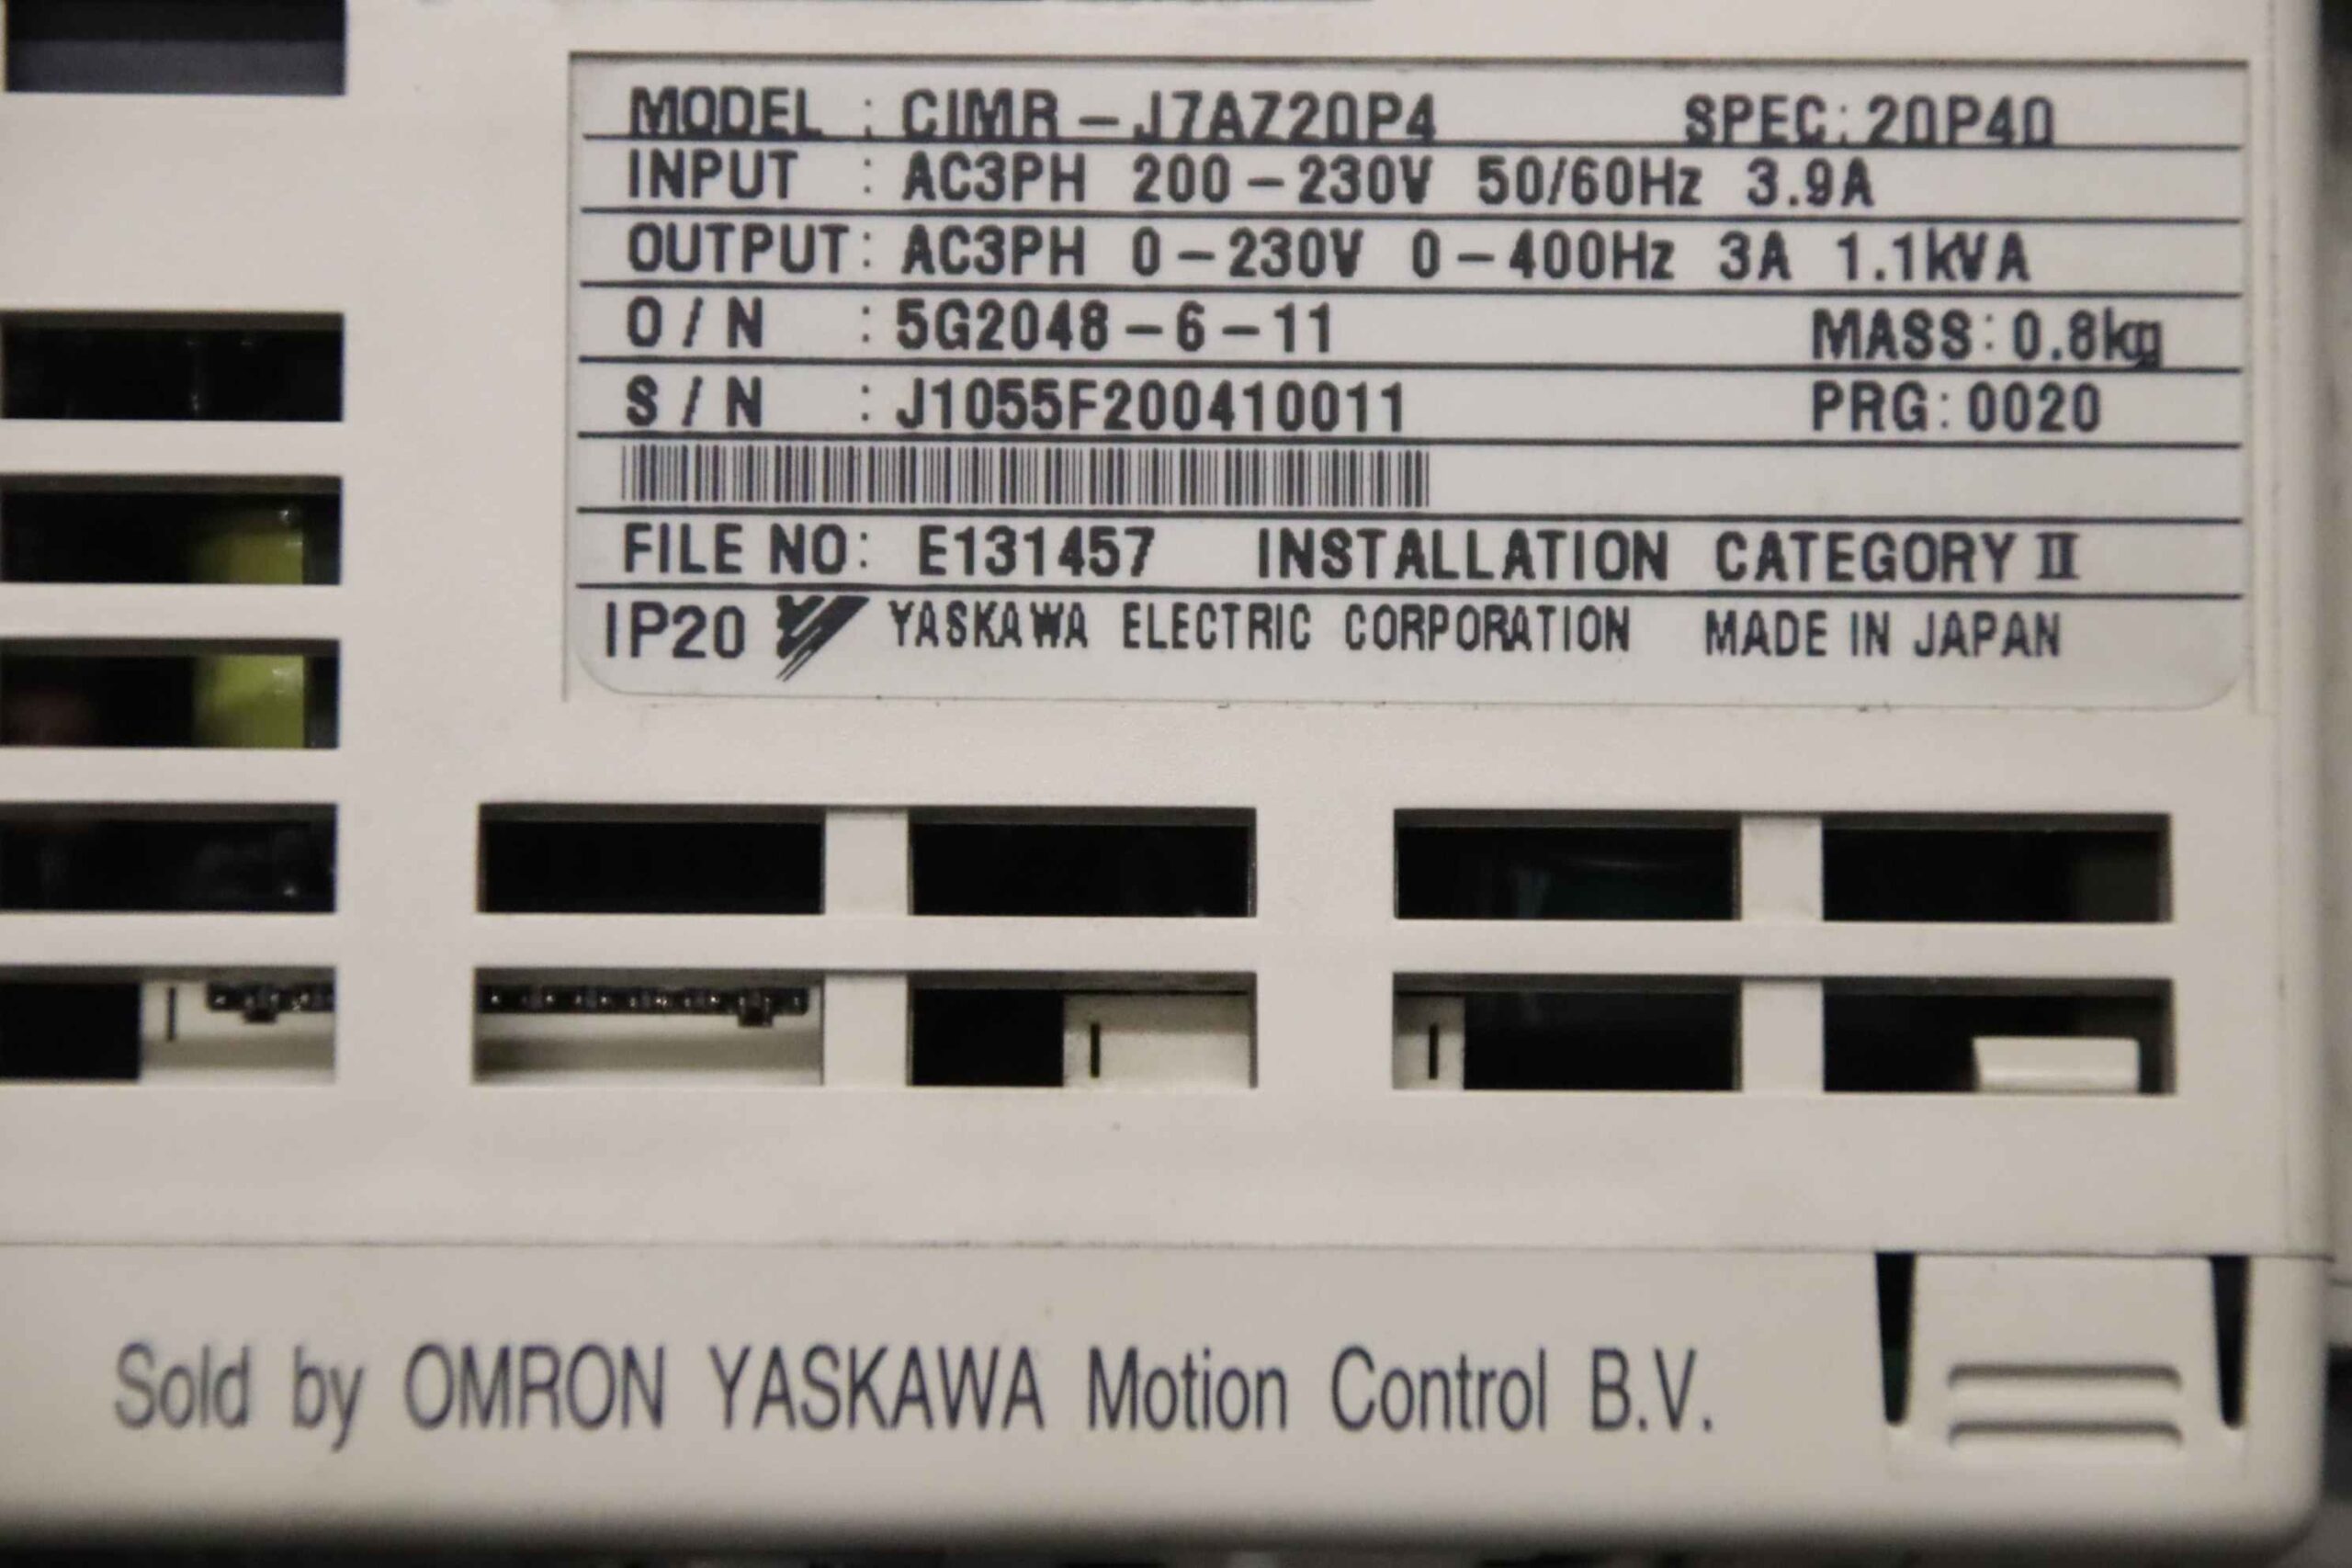 MODEL : CIMR-J7AZ20P4 SPEC: 20P40
INPUT : AC3PH 200-230V 50/60Hz 3.9A
OUTPUT: AC3PH 0-230V 0-400Hz 3A 1.1kVA
O/N : 5G2048-6-11 MASS: 0.8kg
S/N : J1055F200410011 PRG: 0020
FILE NO: E131457 INSTALLATION CATEGORY II
IP20 YASKAWA ELECTRIC CORPORATION MADE IN JAPAN
Sold by OMRON YASKAWA Motion Control B.V.